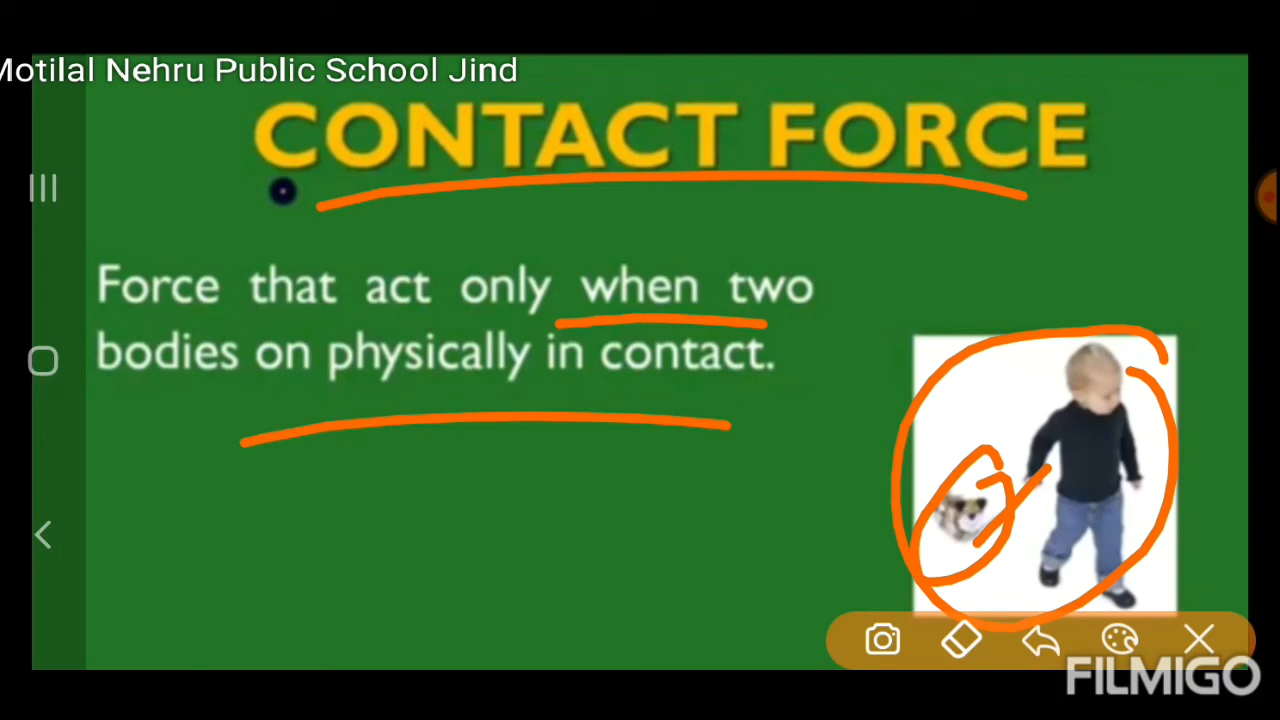 Motilal Nehru Public School Jind
CONTACT FORCE
Force that act only when two
bodies on physically in contact.
FILMIGO